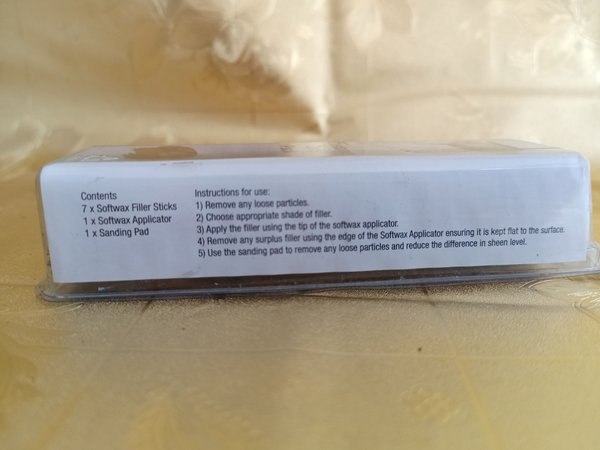 Contents
7 x Softwax Filler Sticks
1 x Softwax Applicator
1 x Sanding Pad
Instructions for use:
1) Remove any loose particles.
2) Choose appropriate shade of filler.
3) Apply the filler using the tip of the softwax applicator.
4) Remove any surplus filler using the edge of the Softwax Applicator ensuring it is kept flat to the surface.
5) Use the sanding pad to remove any loose particles and reduce the difference in sheen level.